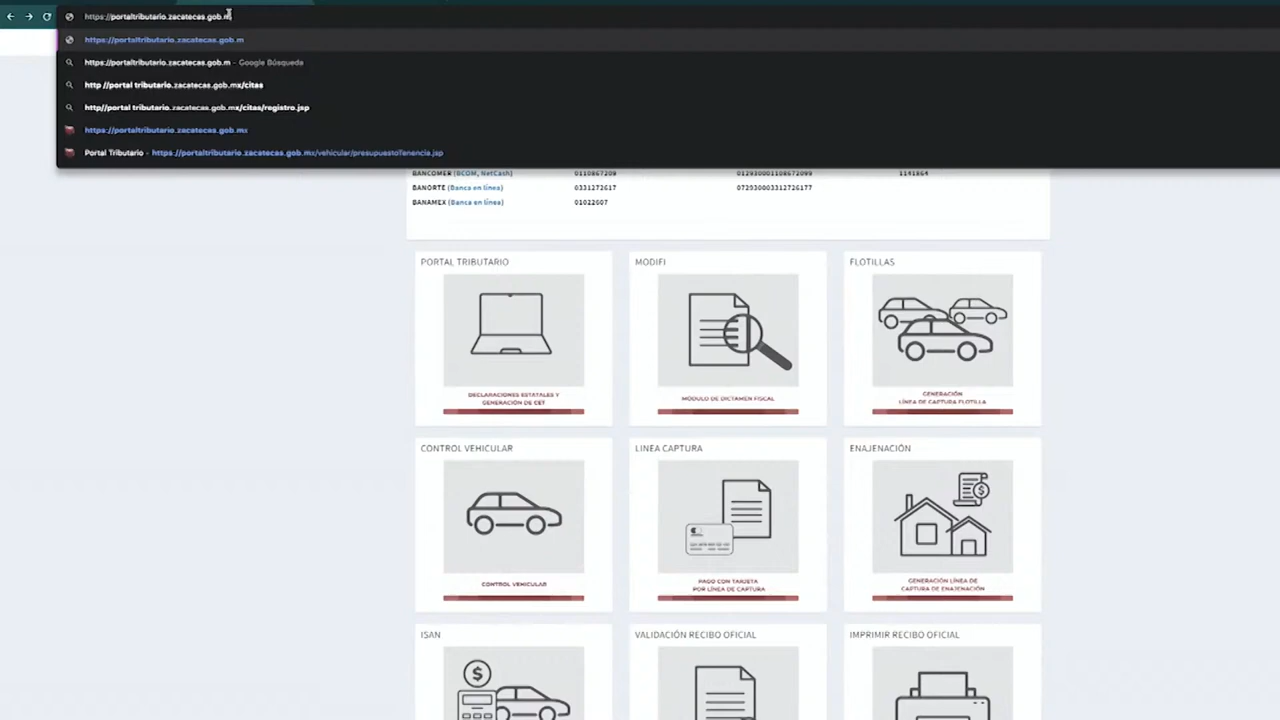 https://portaltributario.zacatecas.gob.m
https://portaltributario.zacatecas.gob.m
https://portaltributario.zacatecas.gob.m – Google Búsqueda
http //portal tributario.zacatecas.gob.mx/citas
http//portal tributario.zacatecas.gob.mx/citas/registro.jsp
https://portaltributario.zacatecas.gob.mx
Portal Tributario – https://portaltributario.zacatecas.gob.mx/vehicular/presupuestoTenencia.jsp
BANCOMER (BCOM, NetCash) 0110867209 1141864
BANORTE (Banca en línea) 0331272617 072930003312726177
BANAMEX (Banca en línea) 01022607
PORTAL TRIBUTARIO MODIFI FLOTILLAS
DECLARACIONES ESTATALES Y
GENERACIÓN DE CET
MÓDULO DE DICTAMEN FISCAL
GENERACIÓN
LÍNEA DE CAPTURA FLOTILLA
CONTROL VEHICULAR LINEA CAPTURA ENAJENACIÓN
CONTROL VEHICULAR
PAGO CON TARJETA
POR LÍNEA DE CAPTURA
GENERACIÓN LÍNEA DE
CAPTURA DE ENAJENACIÓN
ISAN VALIDACIÓN RECIBO OFICIAL IMPRIMIR RECIBO OFICIAL